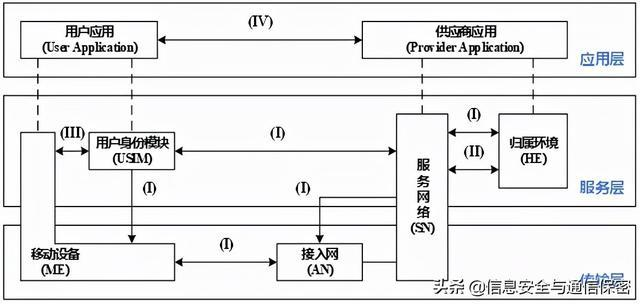 用户应用
(User Application)
(IV)
供应商应用
(Provider Application)
应用层
(III)
用户身份模块
(USIM)
(I)
服务网络
(SN)
(I)
(II)
归属环境
(HE)
(I)
(I)
服务层
移动设备
(ME)
(I)
接入网
(AN)
传输层
头条 @信息安全与通信保密